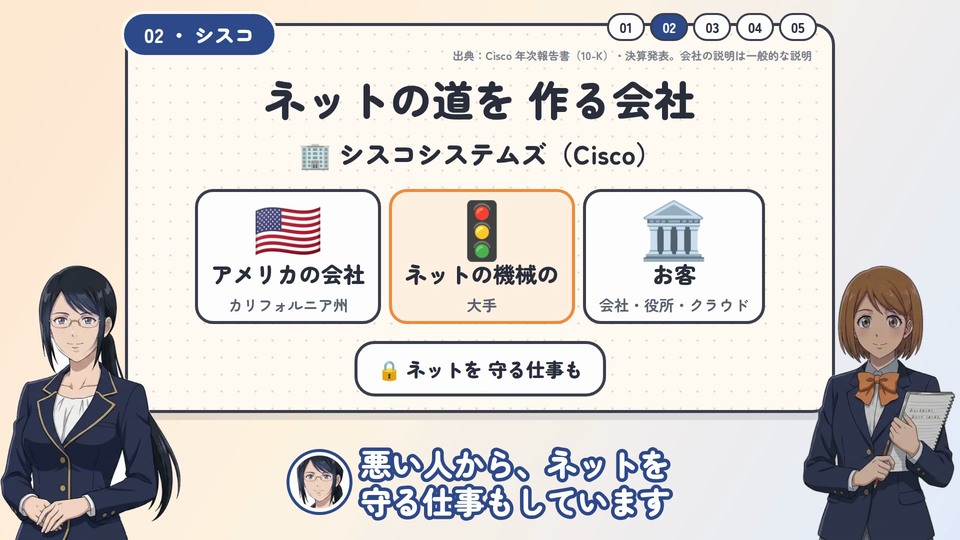 02 ・ シスコ
01 02 03 04 05
出典：Cisco 年次報告書（10-K）・決算発表。会社の説明は一般的な説明
ネットの道を 作る会社
シスコシステムズ（Cisco）
アメリカの会社
カリフォルニア州
ネットの機械の
大手
お客
会社・役所・クラウド
ネットを 守る仕事も
悪い人から、ネットを
守る仕事もしています